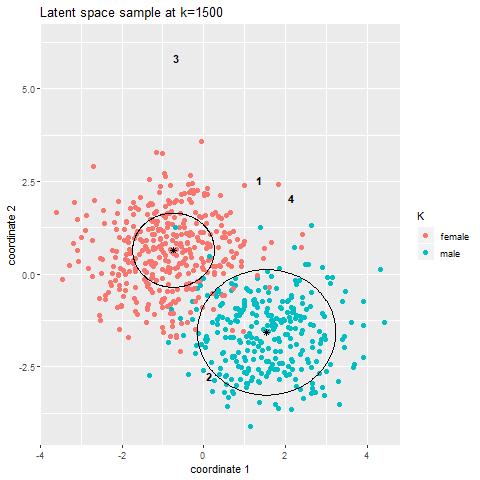 Latent space sample at k=1500
3
5.0
1
2.5
4
K
female
male
coordinate 2
0.0
-2.5
2
-4
-2
0
2
4
coordinate 1